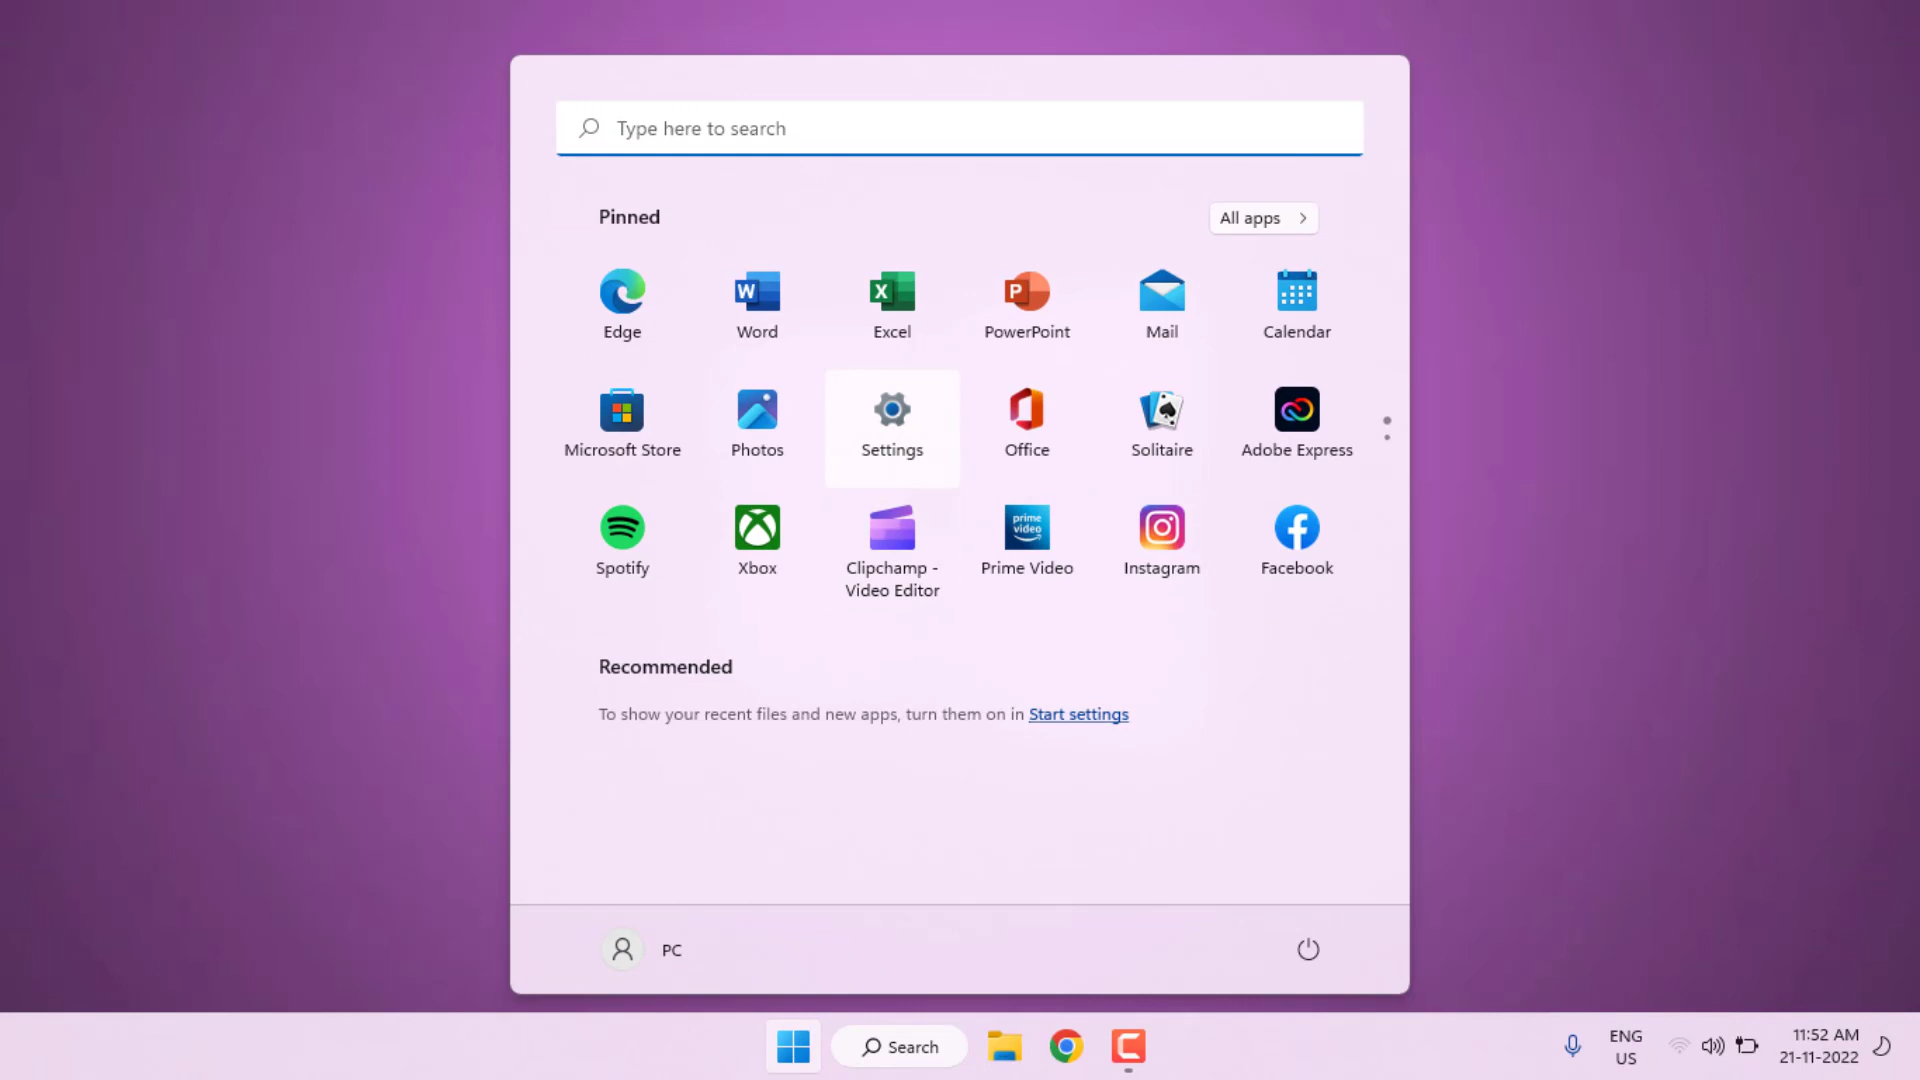 Type here to search
Pinned
All apps
Edge
Word
Excel
PowerPoint
Mail
Calendar
Microsoft Store
Photos
Settings
Office
Solitaire
Adobe Express
prime
video
Spotify
Xbox
Clipchamp -
Video Editor
Prime Video
Instagram
Facebook
Recommended
To show your recent files and new apps, turn them on in Start settings
PC
Search
ENG
US
11:52 AM
21-11-2022